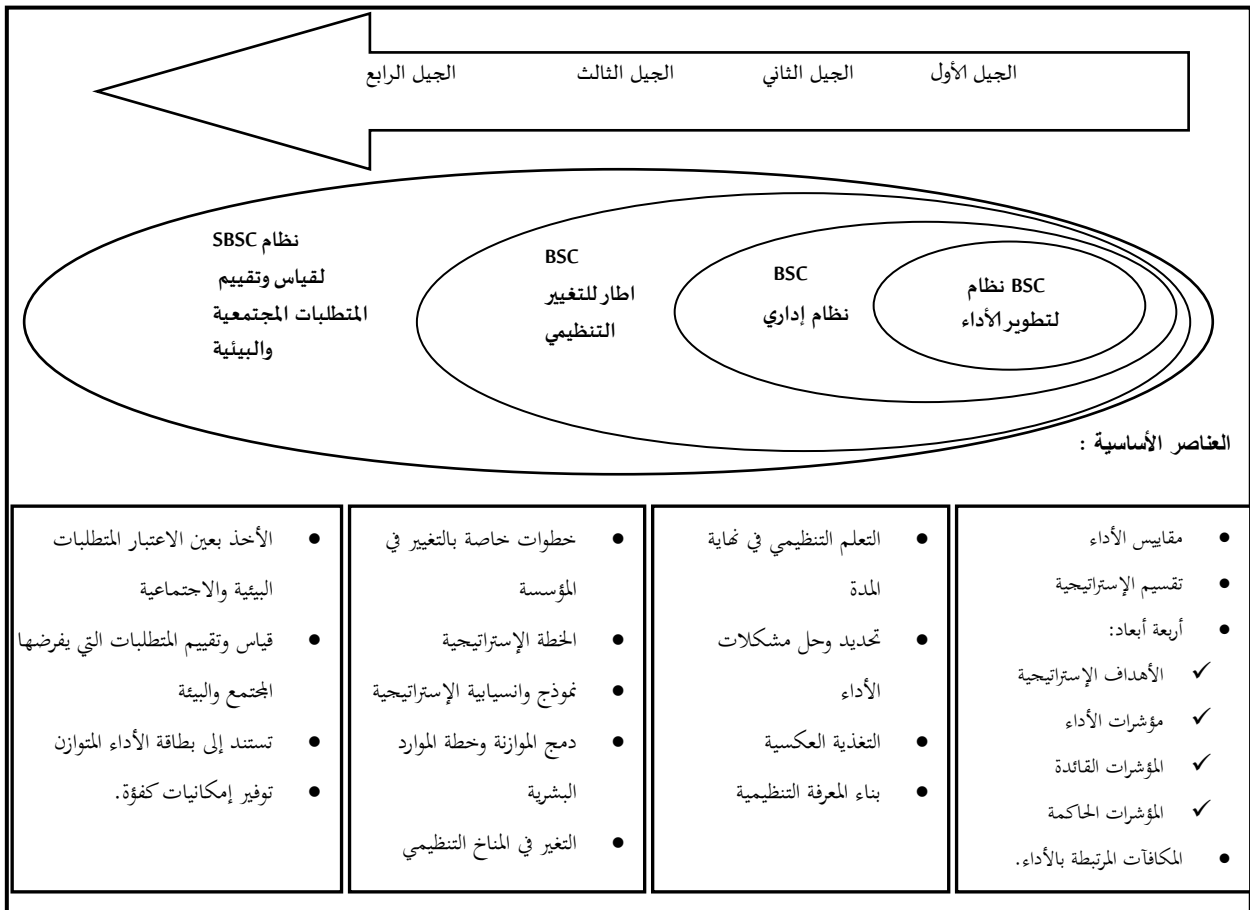 الجيل الأول
الجيل الثاني
الجيل الثالث
الجيل الرابع
BSC نظام
لتطوير الأداء
BSC
نظام إداري
BSC
اطار للتغيير
التنظيمي
نظام SBSC
لقياس وتقييم
المتطلبات المجتمعية
والبيئية
العناصر الأساسية :
● مقاييس الأداء
● تقسيم الإستراتيجية
● أربعة أبعاد:
✓ الأهداف الإستراتيجية
✓ مؤشرات الأداء
✓ المؤشرات القائدة
✓ المؤشرات الحاكمة
● المكافآت المرتبطة بالأداء.
● التعلم التنظيمي في نهاية
المدة
● تحديد وحل مشكلات
الأداء
● التغذية العكسية
● بناء المعرفة التنظيمية
● خطوات خاصة بالتغيير في
المؤسسة
● الخطة الإستراتيجية
● نموذج وانسيابية الإستراتيجية
● دمج الموازنة وخطة الموارد
البشرية
● التغير في المناخ التنظيمي
● الأخذ بعين الاعتبار المتطلبات
البيئية والاجتماعية
● قياس وتقييم المتطلبات التي يفرضها
المجتمع والبيئة
● تستند إلى بطاقة الأداء المتوازن
● توفير إمكانيات كفؤة.